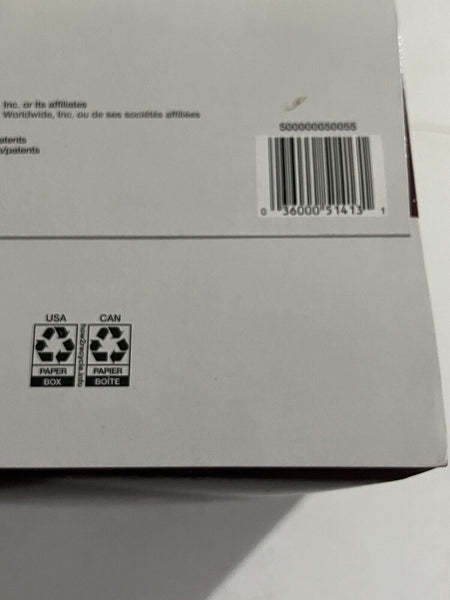 Inc. or its affiliates
Worldwide, Inc. ou de ses sociétés affiliées
atents
s/patents
500000050055
0 36000 51413 1
USA CAN
how2recycle.info
PAPER PAPIER
BOX BOÎTE